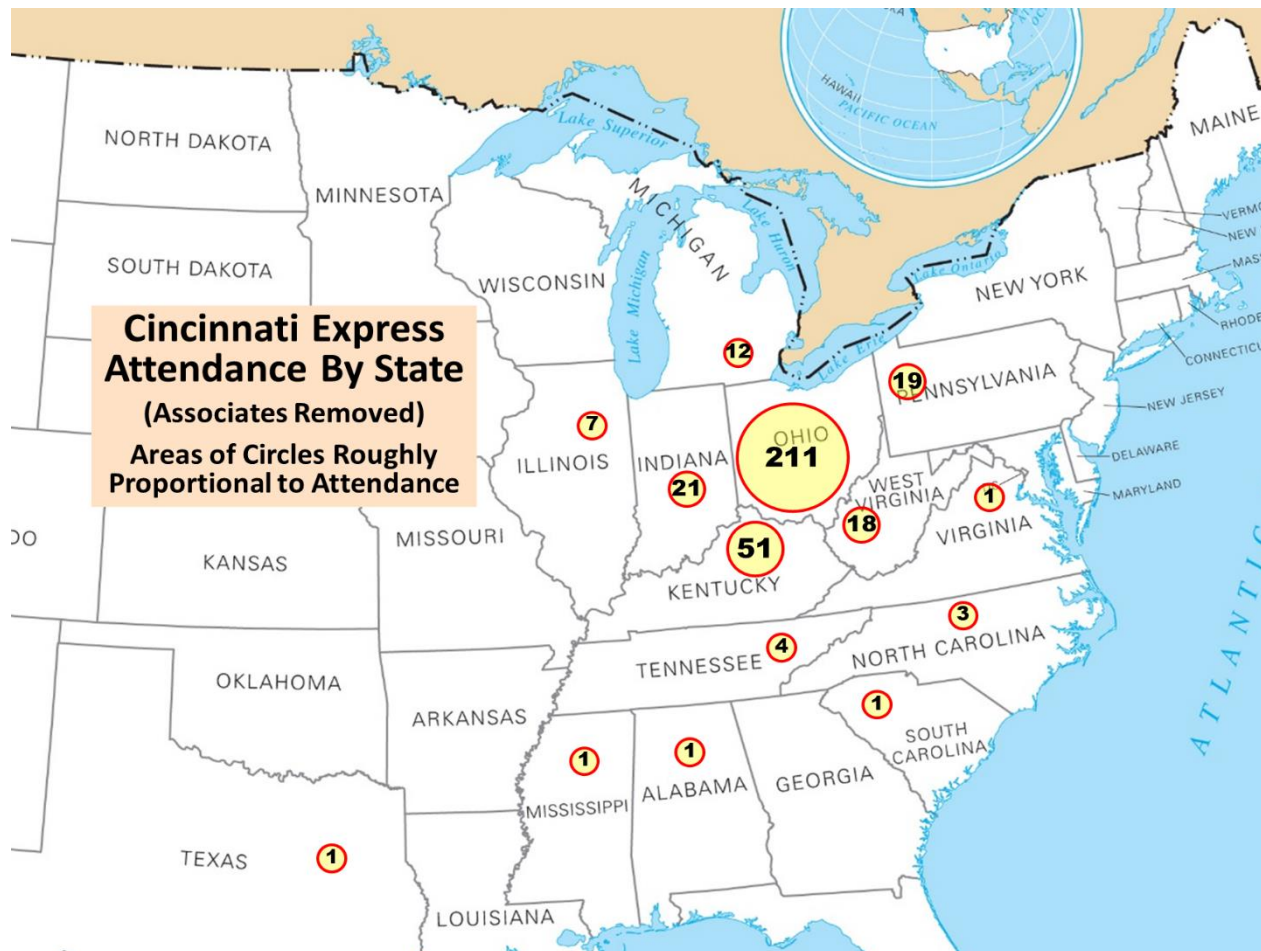 HAWAII
PACIFIC OCEAN
MAINE
NORTH DAKOTA
MINNESOTA
Lake Superior
MICHIGAN
Lake Huron
Lake Michigan
SOUTH DAKOTA
WISCONSIN
Lake Ontario
NEW YORK
VERMO
NEW
MASS
RHODE
CONNECTICU
Cincinnati Express
Attendance By State
(Associates Removed)
Areas of Circles Roughly
Proportional to Attendance
12
Lake Erie
19
PENNSYLVANIA
NEW JERSEY
7
ILLINOIS
INDIANA
21
OHIO
211
DELAWARE
MARYLAND
WEST
VIRGINIA
18
1
VIRGINIA
DO
KANSAS
MISSOURI
51
KENTUCKY
3
NORTH CAROLINA
4
TENNESSEE
OKLAHOMA
ARKANSAS
1
SOUTH
CAROLINA
1
MISSISSIPPI
1
ALABAMA
GEORGIA
ATLANTIC
TEXAS
1
LOUISIANA